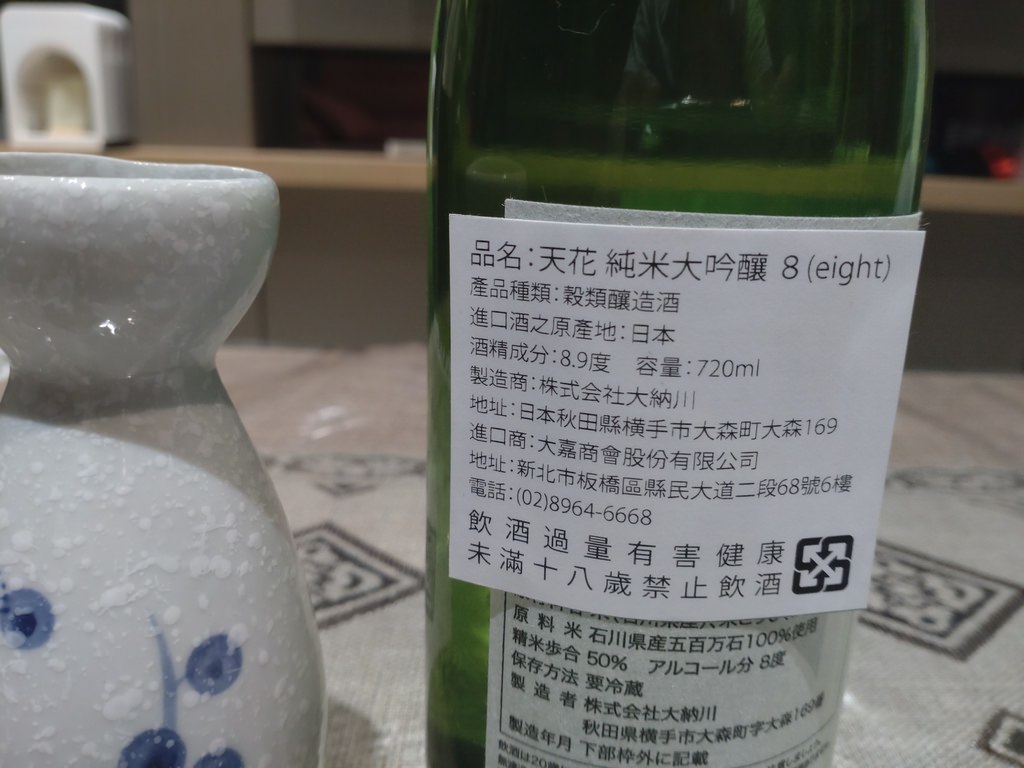 品名：天花 純米大吟釀 8 (eight)
產品種類：穀類釀造酒
進口酒之原產地：日本
酒精成分：8.9度 容量：720ml
製造商：株式会社大納川
地址：日本秋田縣橫手市大森町大森169
進口商：大嘉商會股份有限公司
地址：新北市板橋區縣民大道二段68號6樓
電話：(02)8964-6668
飲酒過量有害健康
未滿十八歲禁止飲酒
原料米 石川県産五百万石100%使用
精米歩合 50% アルコール分 8度
保存方法 要冷蔵
製造者 株式会社大納川
秋田県横手市大森町字大森169番
製造年月 下部枠外に記載
飲酒は20歳